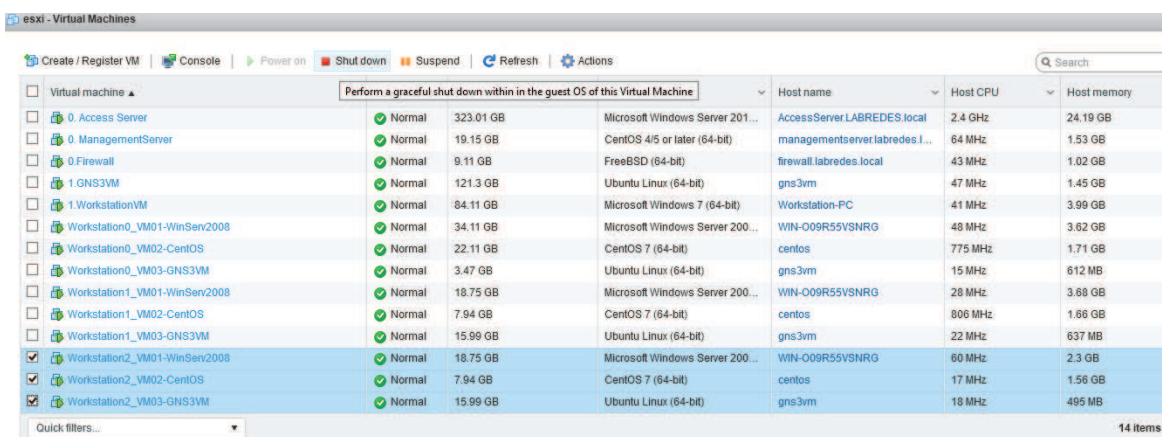 esxi - Virtual Machines
Create / Register VM | Console | Power on Shut down Suspend | Refresh | Actions Search
Virtual machine ▲ Perform a graceful shut down within in the guest OS of this Virtual Machine Host name Host CPU Host memory
0. Access Server Normal 323.01 GB Microsoft Windows Server 201... AccessServer.LABREDES.local 2.4 GHz 24.19 GB
0. ManagementServer Normal 19.15 GB CentOS 4/5 or later (64-bit) managementserver.labredes.l... 64 MHz 1.53 GB
0.Firewall Normal 9.11 GB FreeBSD (64-bit) firewall.labredes.local 43 MHz 1.02 GB
1.GNS3VM Normal 121.3 GB Ubuntu Linux (64-bit) gns3vm 47 MHz 1.45 GB
1.WorkstationVM Normal 84.11 GB Microsoft Windows 7 (64-bit) Workstation-PC 41 MHz 3.99 GB
Workstation0_VM01-WinServ2008 Normal 34.11 GB Microsoft Windows Server 200... WIN-O09R55VSNRG 48 MHz 3.62 GB
Workstation0_VM02-CentOS Normal 22.11 GB CentOS 7 (64-bit) centos 775 MHz 1.71 GB
Workstation0_VM03-GNS3VM Normal 3.47 GB Ubuntu Linux (64-bit) gns3vm 15 MHz 612 MB
Workstation1_VM01-WinServ2008 Normal 18.75 GB Microsoft Windows Server 200... WIN-O09R55VSNRG 28 MHz 3.68 GB
Workstation1_VM02-CentOS Normal 7.94 GB CentOS 7 (64-bit) centos 806 MHz 1.66 GB
Workstation1_VM03-GNS3VM Normal 15.99 GB Ubuntu Linux (64-bit) gns3vm 22 MHz 637 MB
Workstation2_VM01-WinServ2008 Normal 18.75 GB Microsoft Windows Server 200... WIN-O09R55VSNRG 60 MHz 2.3 GB
Workstation2_VM02-CentOS Normal 7.94 GB CentOS 7 (64-bit) centos 17 MHz 1.56 GB
Workstation2_VM03-GNS3VM Normal 15.99 GB Ubuntu Linux (64-bit) gns3vm 18 MHz 495 MB
Quick filters... 14 items